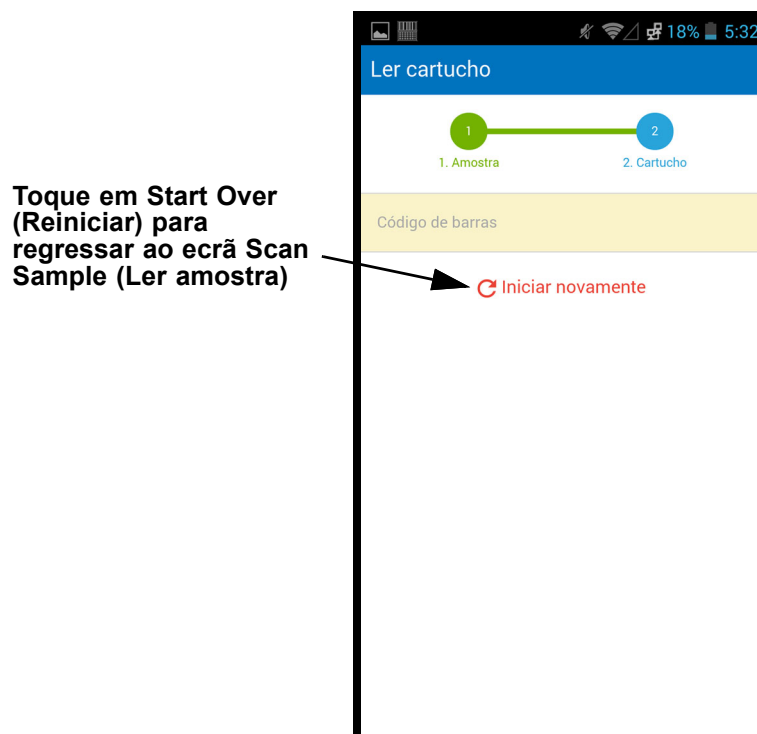 18% 5:32
Ler cartucho
1 2
1. Amostra 2. Cartucho
Toque em Start Over
(Reiniciar) para
regressar ao ecrã Scan
Sample (Ler amostra)
Código de barras
Iniciar novamente